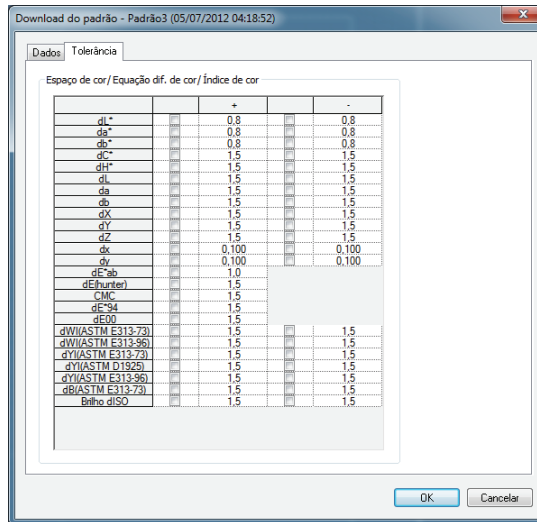 Download do padrão - Padrão3 (05/07/2012 04:18:52)
Dados Tolerância
Espaço de cor/ Equação dif. de cor/ Índice de cor
+ -
dL* 0,8 0,8
da* 0,8 0,8
db* 0,8 0,8
dC* 1,5 1,5
dH* 1,5 1,5
dL 1,5 1,5
da 1,5 1,5
db 1,5 1,5
dX 1,5 1,5
dY 1,5 1,5
dZ 1,5 1,5
dx 0,100 0,100
dy 0,100 0,100
dE*ab 1,0
dE(hunter) 1,5
CMC 1,5
dE*94 1,5
dE00 1,5
dWI(ASTM E313-73) 1,5 1,5
dWI(ASTM E313-96) 1,5 1,5
dYI(ASTM E313-73) 1,5 1,5
dYI(ASTM D1925) 1,5 1,5
dYI(ASTM E313-96) 1,5 1,5
dB(ASTM E313-73) 1,5 1,5
Brilho dISO 1,5 1,5
OK Cancelar